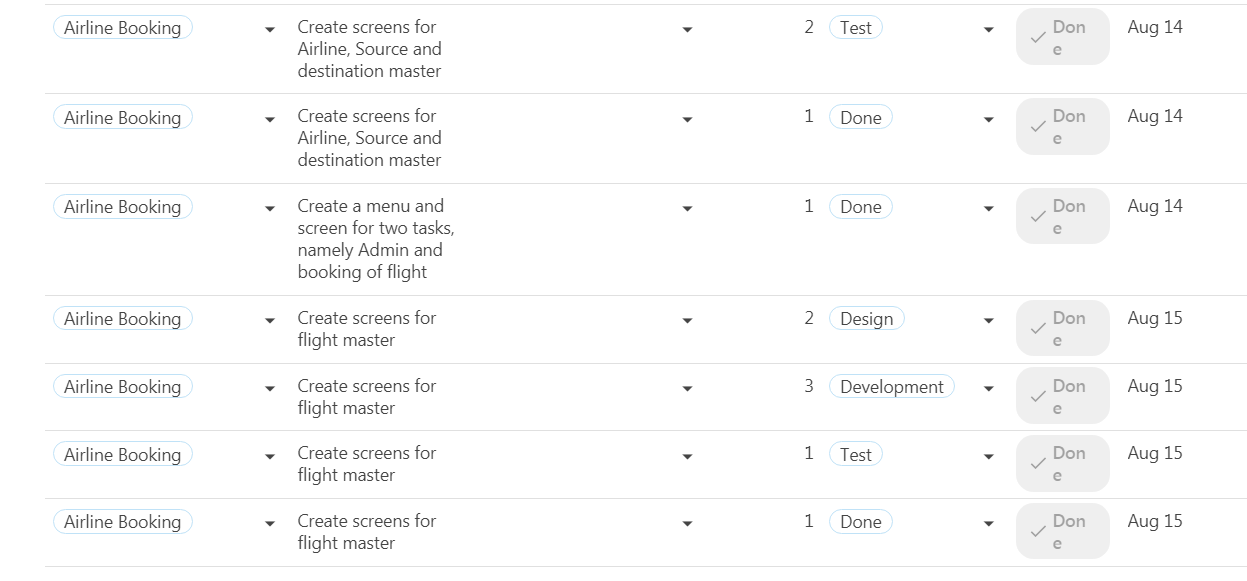 Airline Booking Create screens for 2 Test Don Aug 14
Airline, Source and e
destination master
Airline Booking Create screens for 1 Done Don Aug 14
Airline, Source and e
destination master
Airline Booking Create a menu and 1 Done Don Aug 14
screen for two tasks, e
namely Admin and
booking of flight
Airline Booking Create screens for 2 Design Don Aug 15
flight master e
Airline Booking Create screens for 3 Development Don Aug 15
flight master e
Airline Booking Create screens for 1 Test Don Aug 15
flight master e
Airline Booking Create screens for 1 Done Don Aug 15
flight master e